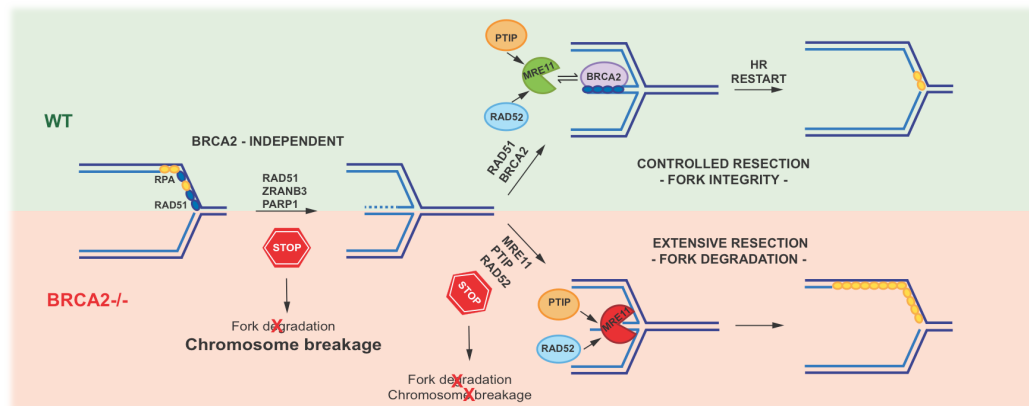 WT
BRCA2 - INDEPENDENT
RPA
RAD51
RAD51
ZRANB3
PARP1
STOP
RAD51
BRCA2
PTIP
MRE11
RAD52
BRCA2
HR
RESTART
CONTROLLED RESECTION
- FORK INTEGRITY -
BRCA2-/-
Fork degradation
Chromosome breakage
MRE11
PTIP
RAD52
STOP
Fork degradation
Chromosome breakage
EXTENSIVE RESECTION
- FORK DEGRADATION -
PTIP
MRE11
RAD52